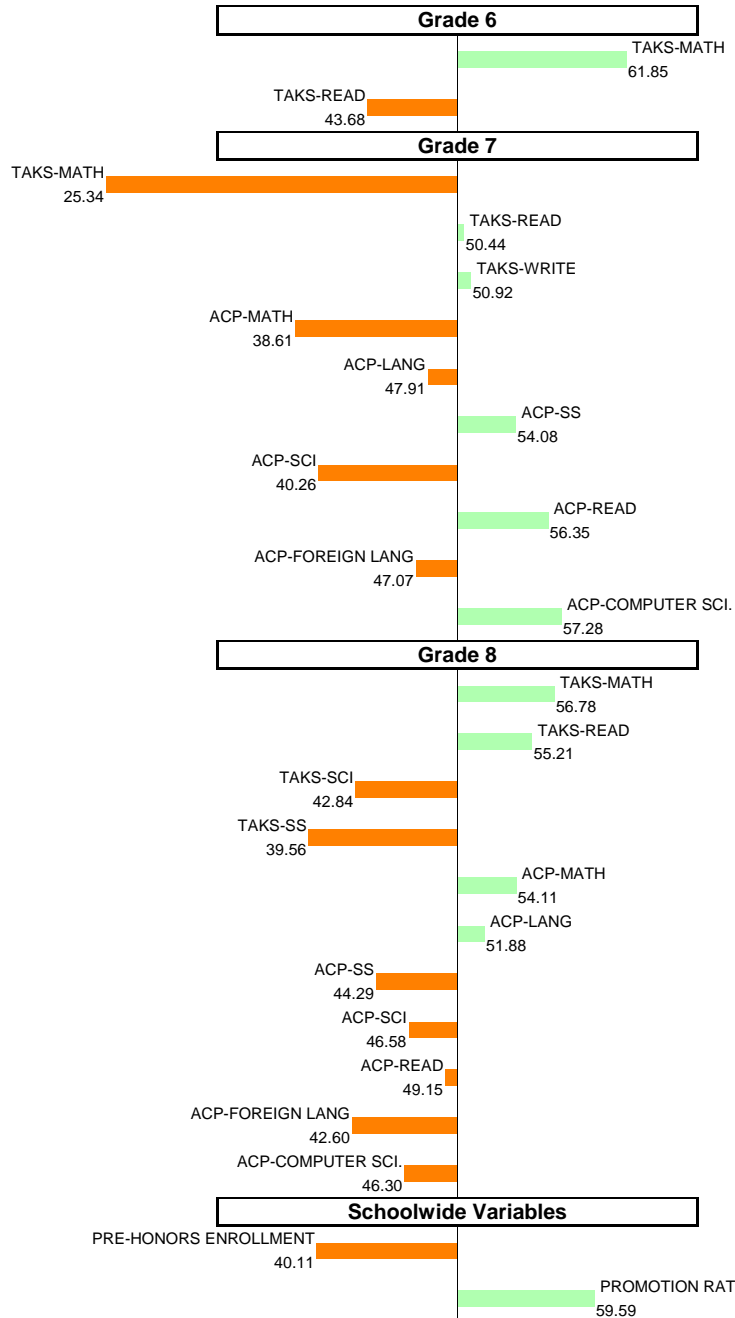 Grade 6
TAKS-MATH
61.85
TAKS-READ
43.68
Grade 7
TAKS-MATH
25.34
TAKS-READ
50.44
TAKS-WRITE
50.92
ACP-MATH
38.61
ACP-LANG
47.91
ACP-SS
54.08
ACP-SCI
40.26
ACP-READ
56.35
ACP-FOREIGN LANG
47.07
ACP-COMPUTER SCI.
57.28
Grade 8
TAKS-MATH
56.78
TAKS-READ
55.21
TAKS-SCI
42.84
TAKS-SS
39.56
ACP-MATH
54.11
ACP-LANG
51.88
ACP-SS
44.29
ACP-SCI
46.58
ACP-READ
49.15
ACP-FOREIGN LANG
42.60
ACP-COMPUTER SCI.
46.30
Schoolwide Variables
PRE-HONORS ENROLLMENT
40.11
PROMOTION RAT
59.59